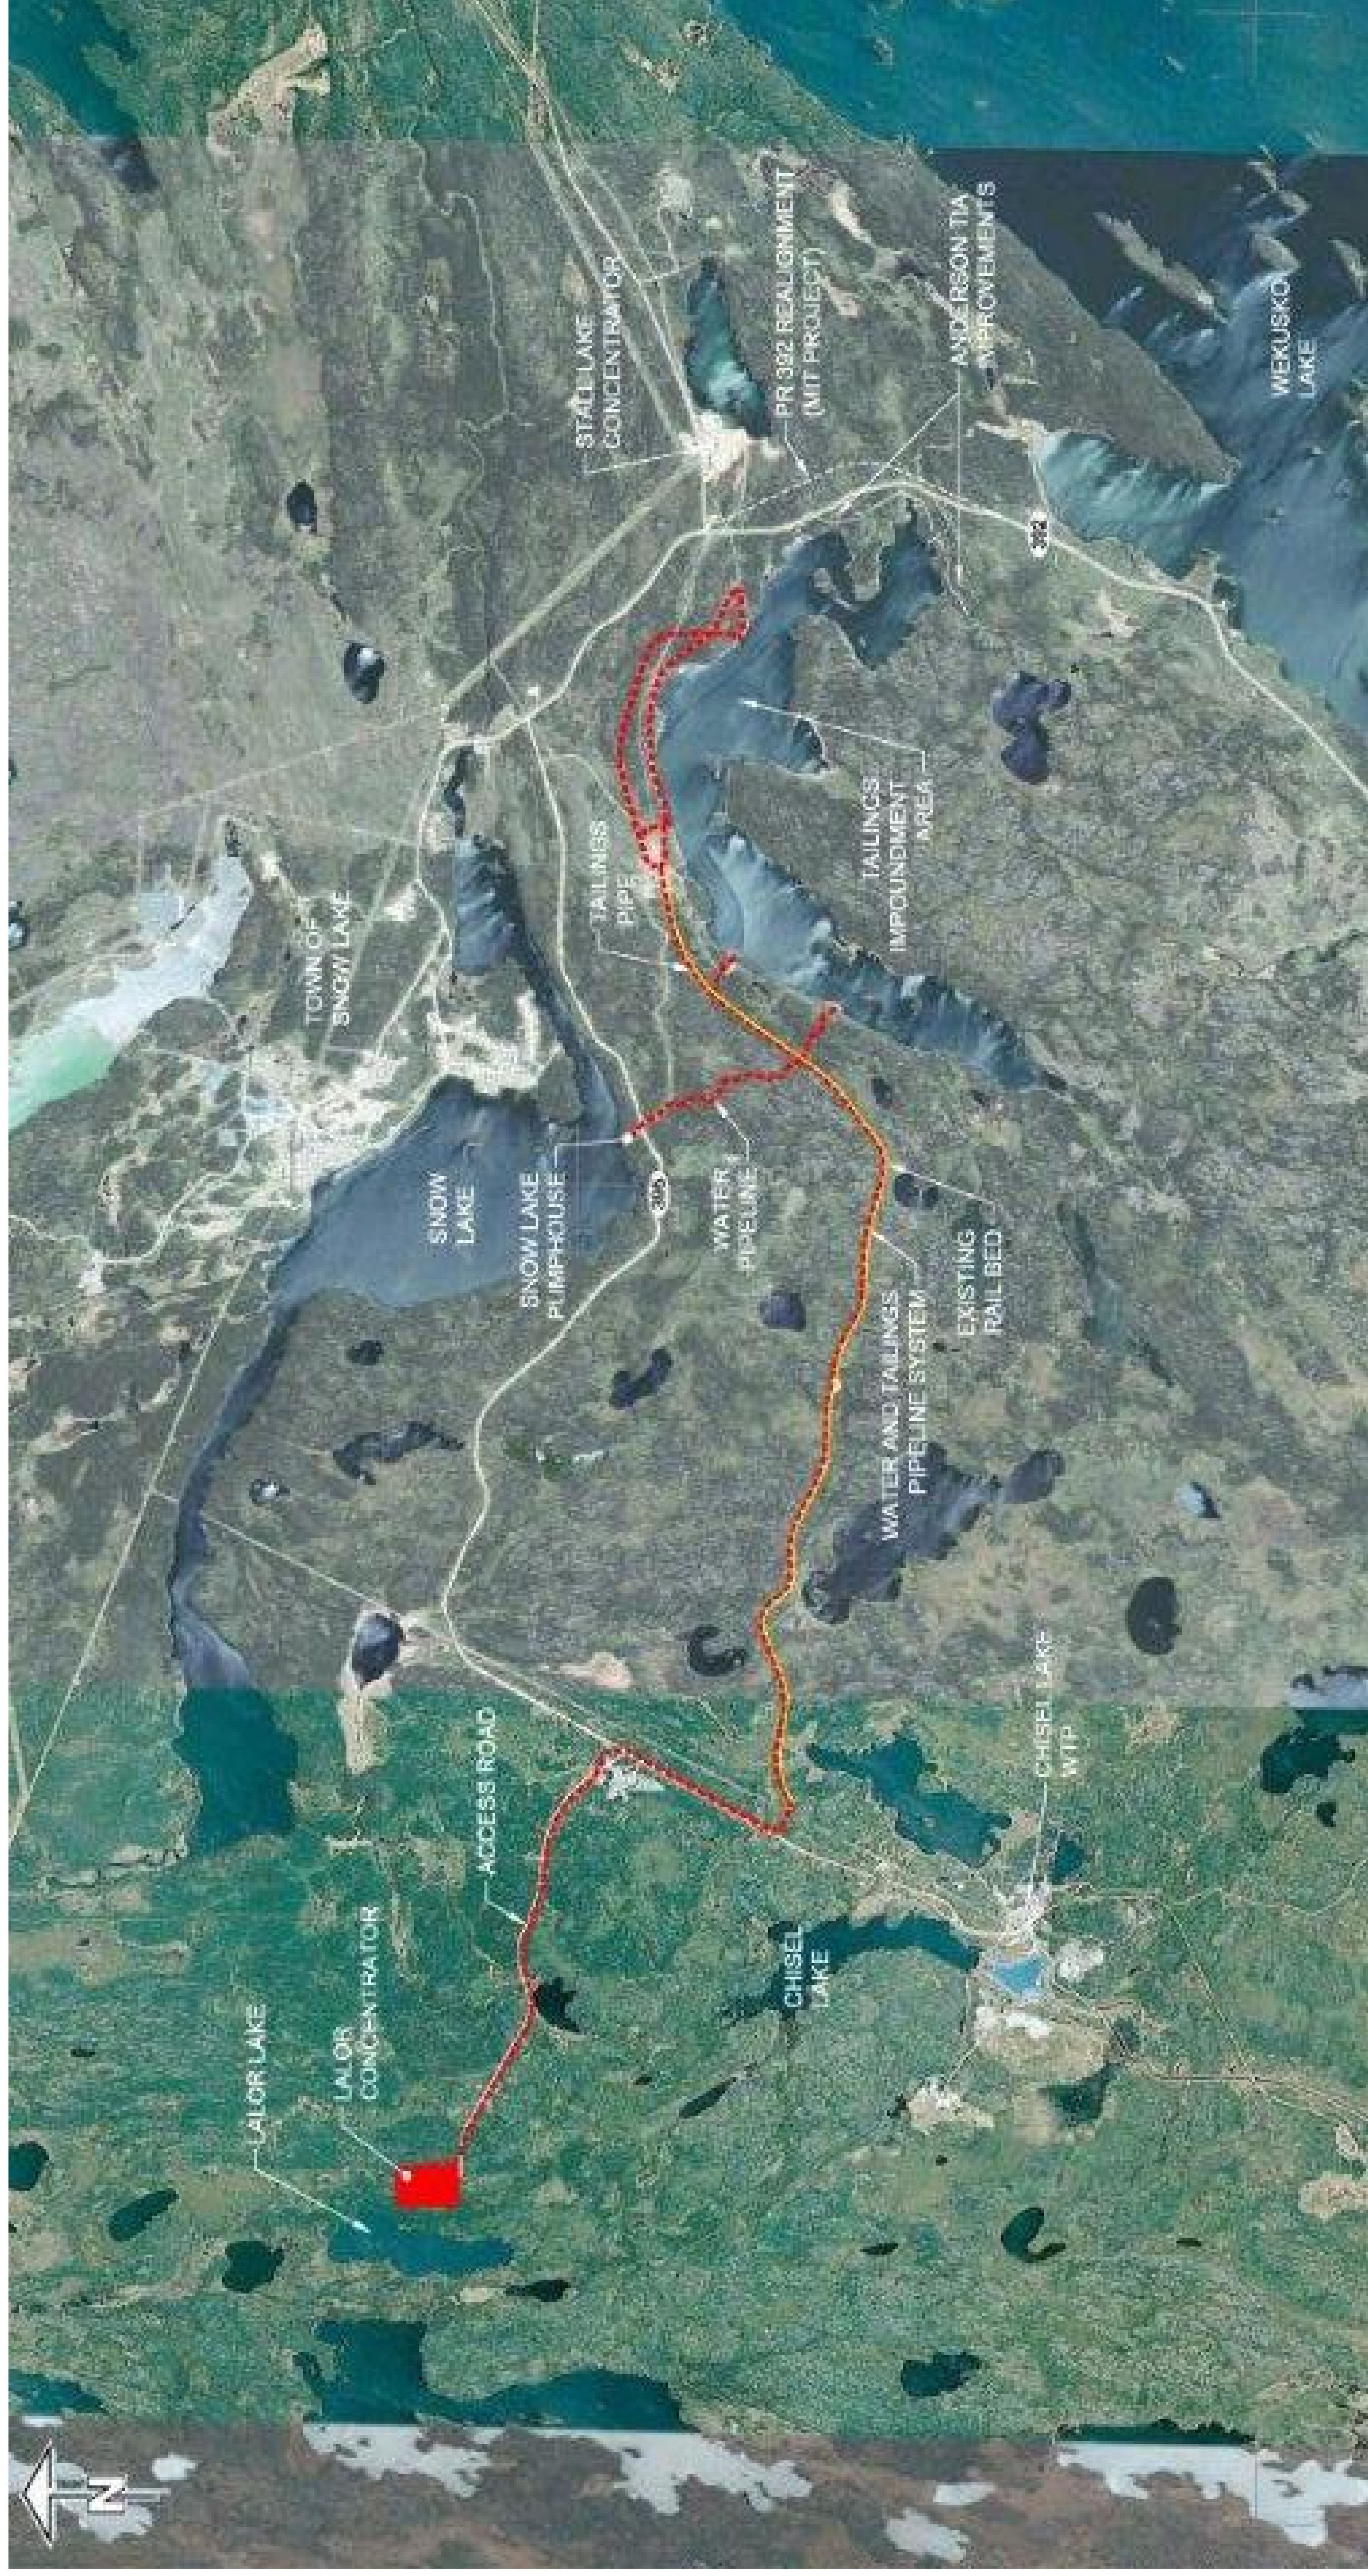 LALOR LAKE
LALOR
CONCENTRATOR
ACCESS ROAD
CHISEL
LAKE
CHISEL LAKE
WTP
WATER AND TAILINGS
PIPELINE SYSTEM
EXISTING
RAIL BED
SNOW
LAKE
SNOW LAKE
PUMPHOUSE
WATER
PIPELINE
395
TOWN OF
SNOW LAKE
TAILINGS
PIPE
TAILINGS
IMPOUNDMENT
AREA
STALL LAKE
CONCENTRATOR
PR 392 REALIGNMENT
(MIT PROJECT)
ANDERSON TIA
IMPROVEMENTS
392
WEKUSKO
LAKE
N